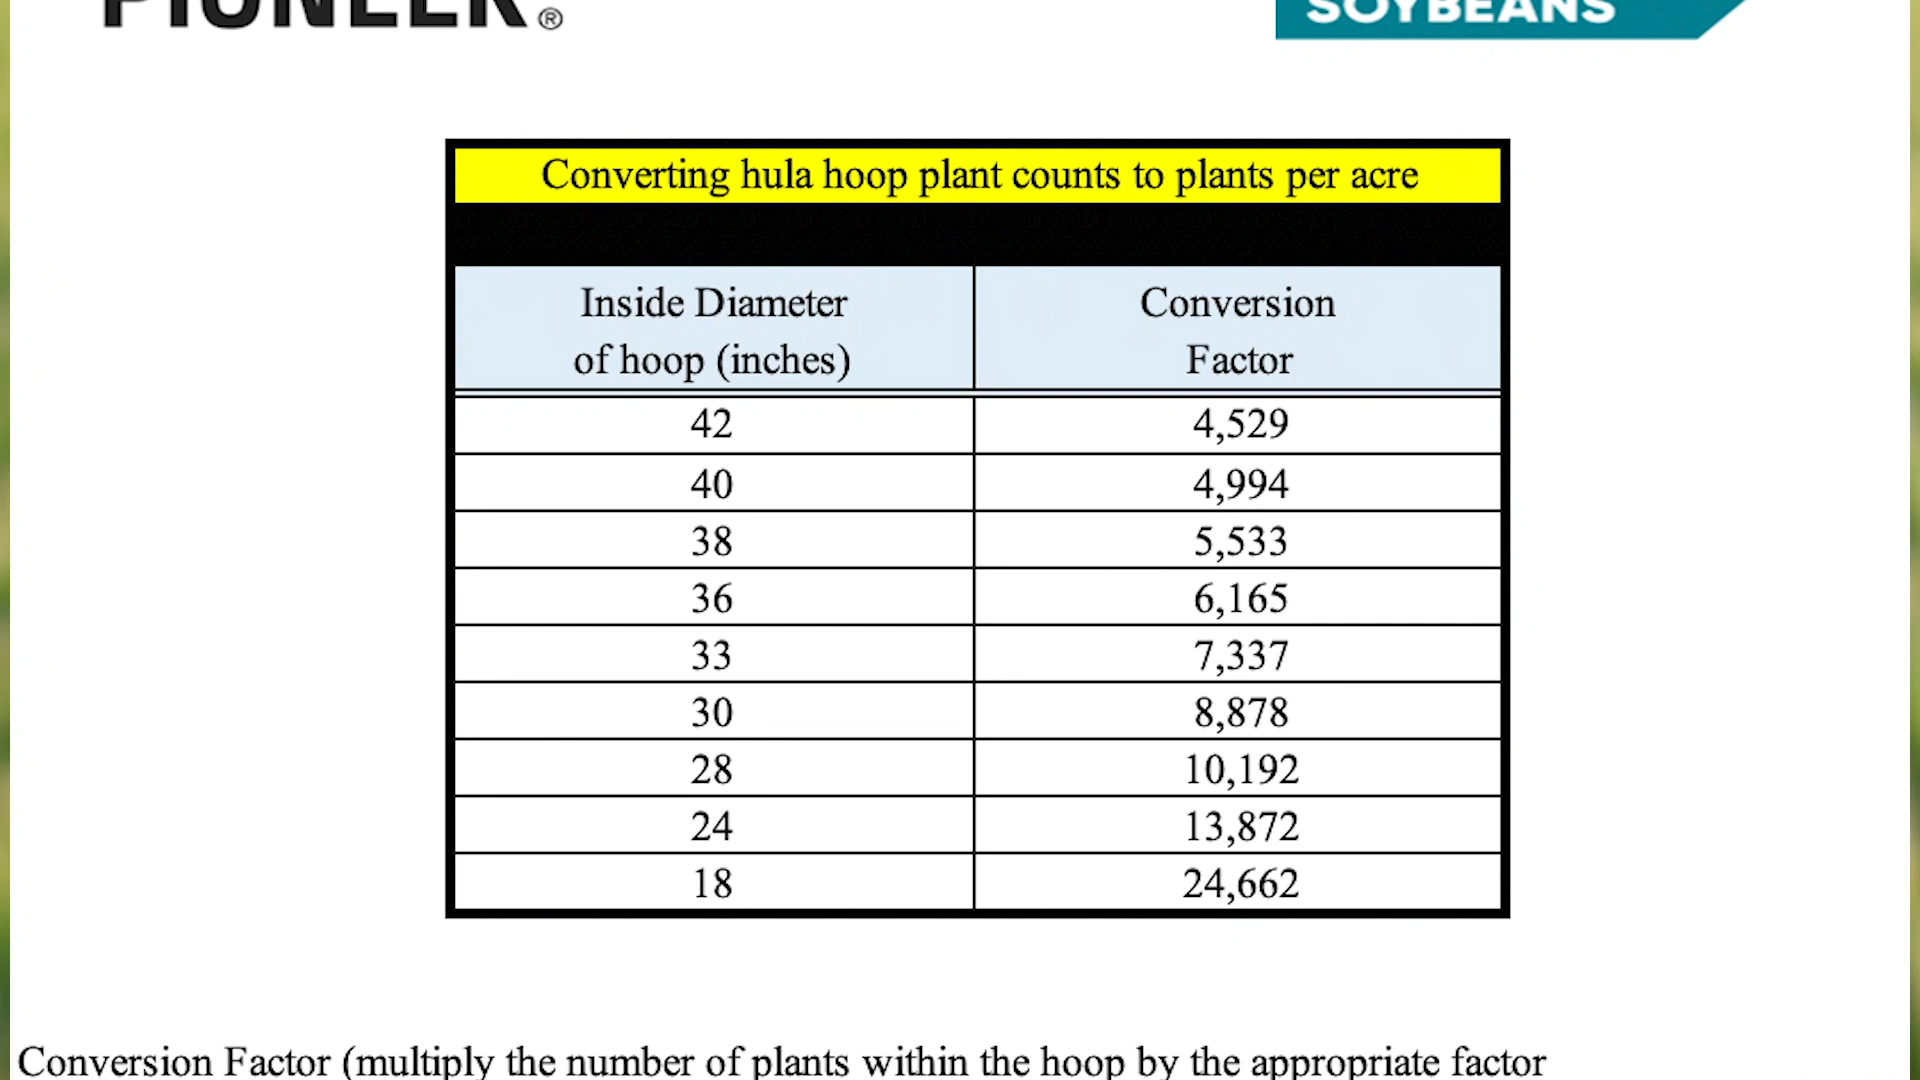 PIONEER®
SOYBEANS
Converting hula hoop plant counts to plants per acre
Inside Diameter of hoop (inches)
Conversion Factor
42 4,529
40 4,994
38 5,533
36 6,165
33 7,337
30 8,878
28 10,192
24 13,872
18 24,662
Conversion Factor (multiply the number of plants within the hoop by the appropriate factor